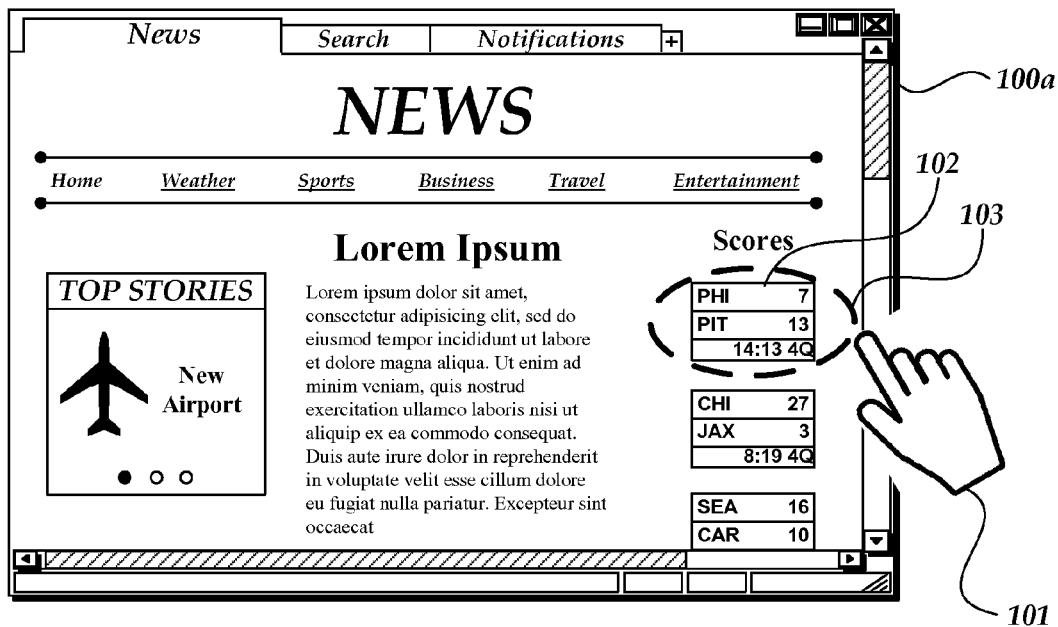 News
Search
Notifications
+
100a
NEWS
Home Weather Sports Business Travel Entertainment
102
103
Lorem Ipsum
Scores
TOP STORIES
New
Airport
Lorem ipsum dolor sit amet,
consectetur adipisicing elit, sed do
eiusmod tempor incididunt ut labore
et dolore magna aliqua. Ut enim ad
minim veniam, quis nostrud
exercitation ullamco laboris nisi ut
aliquip ex ea commodo consequat.
Duis aute irure dolor in reprehenderit
in voluptate velit esse cillum dolore
eu fugiat nulla pariatur. Excepteur sint
occaecat
PHI 7
PIT 13
14:13 4Q
CHI 27
JAX 3
8:19 4Q
SEA 16
CAR 10
101